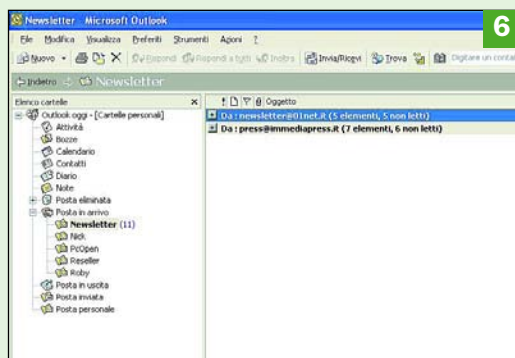 Newsletter - Microsoft Outlook
6
File Modifica Visualizza Preferiti Strumenti Azioni ?
Nuovo Rispondi Rispondi a tutti Inoltra Invia/Ricevi Trova Digitare un contat
Indietro Newsletter
Elenco cartelle
! Oggetto
Outlook oggi - [Cartelle personali]
Da : newsletter@01net.it (5 elementi, 5 non letti)
Attività
Da : press@immediapress.it (7 elementi, 6 non letti)
Bozze
Calendario
Contatti
Diario
Note
Posta eliminata
Posta in arrivo
Newsletter (11)
Nick
PcOpen
Reseller
Roby
Posta in uscita
Posta inviata
Posta personale